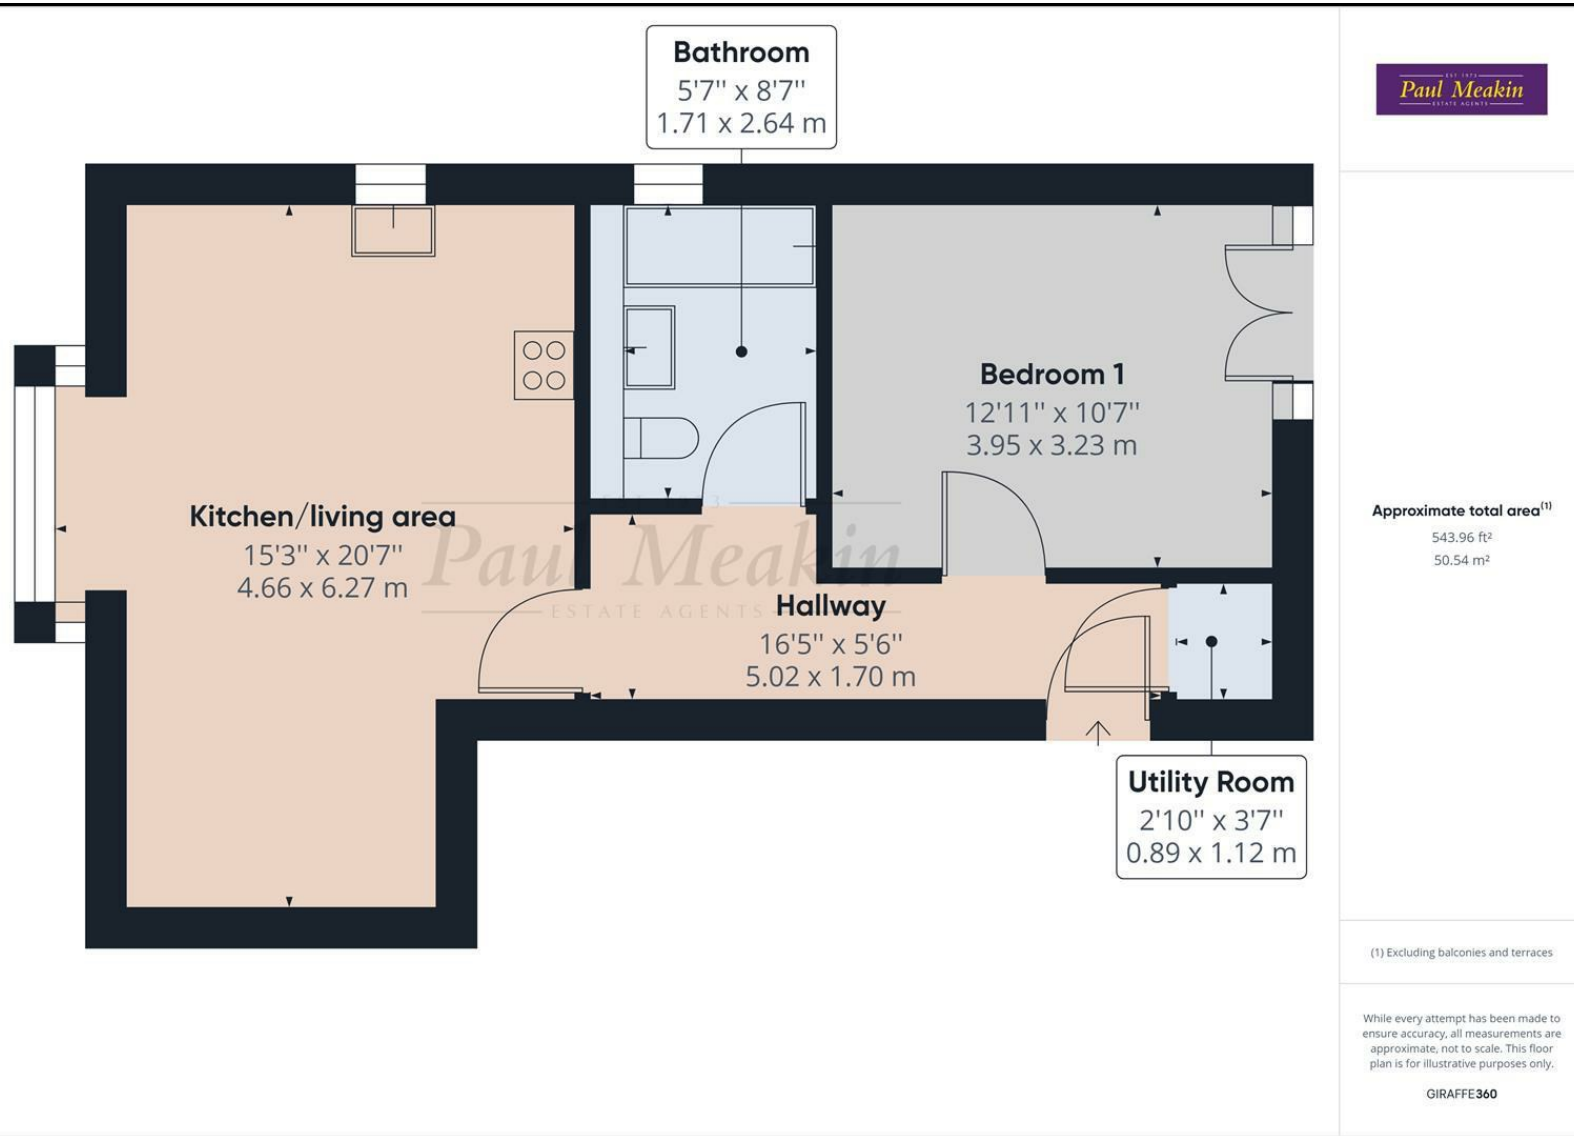 Bathroom
5'7" x 8'7"
1.71 x 2.64 m
EST 1973
Paul Meakin
ESTATE AGENTS
Bedroom 1
12'11" x 10'7"
3.95 x 3.23 m
Kitchen/living area
15'3" x 20'7"
4.66 x 6.27 m
Paul Meakin
ESTATE AGENTS
Hallway
16'5" x 5'6"
5.02 x 1.70 m
Utility Room
2'10" x 3'7"
0.89 x 1.12 m
Approximate total area(1)
543.96 ft²
50.54 m²
(1) Excluding balconies and terraces
While every attempt has been made to
ensure accuracy, all measurements are
approximate, not to scale. This floor
plan is for illustrative purposes only.
GIRAFFE360